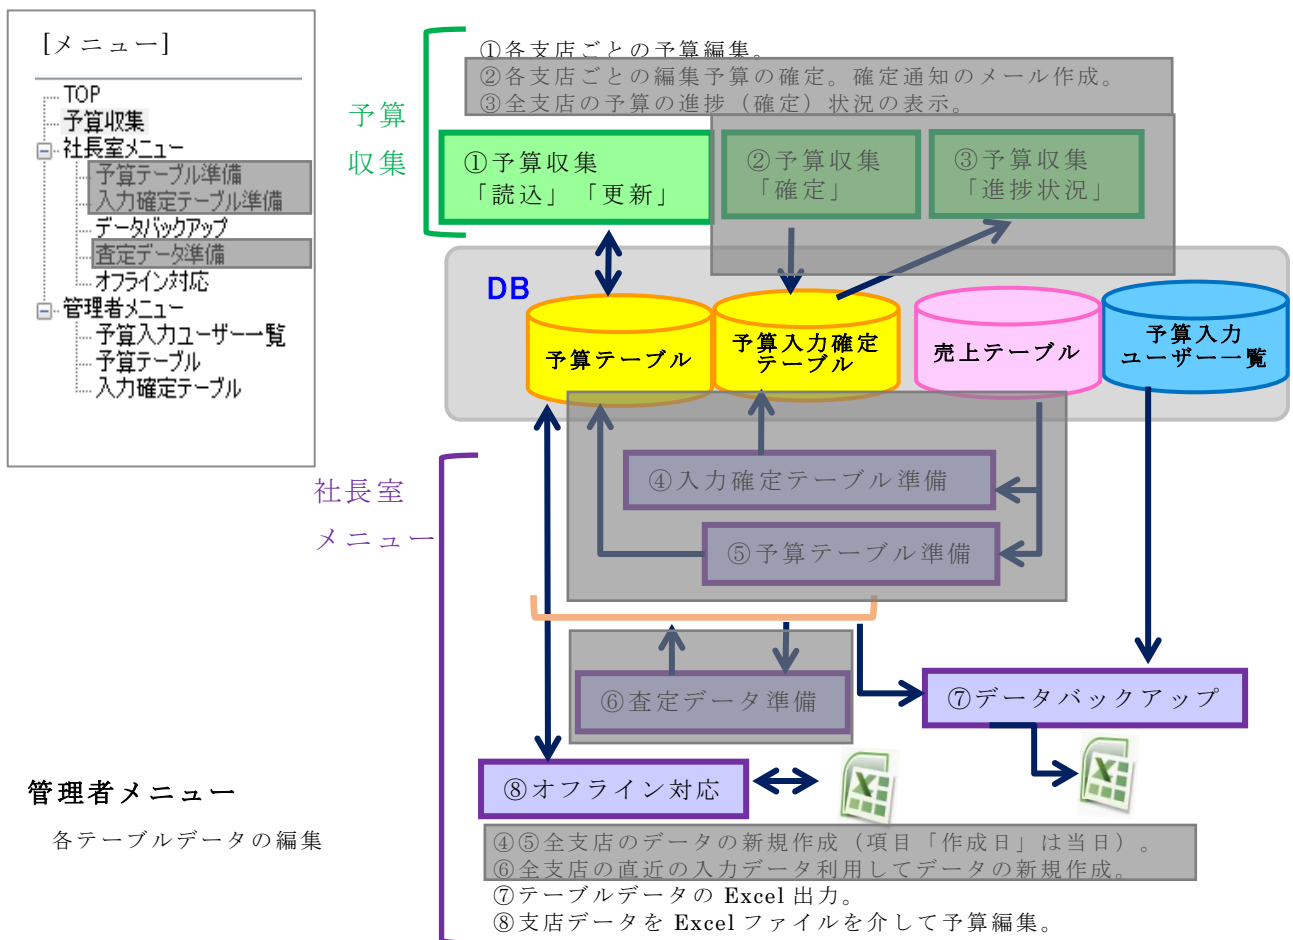 [メニュー]
TOP
予算収集
社長室メニュー
予算テーブル準備
入力確定テーブル準備
データバックアップ
査定データ準備
オフライン対応
管理者メニュー
予算入力ユーザー一覧
予算テーブル
入力確定テーブル
予算
収集
①各支店ごとの予算編集。
②各支店ごとの編集予算の確定。確定通知のメール作成。
③全支店の予算の進捗（確定）状況の表示。
①予算収集
「読込」「更新」
②予算収集
「確定」
③予算収集
「進捗状況」
DB
予算テーブル
予算入力確定
テーブル
売上テーブル
予算入力
ユーザー一覧
社長室
メニュー
④入力確定テーブル準備
⑤予算テーブル準備
⑥査定データ準備
⑦データバックアップ
⑧オフライン対応
管理者メニュー
各テーブルデータの編集
④⑤全支店のデータの新規作成（項目「作成日」は当日）。
⑥全支店の直近の入力データ利用してデータの新規作成。
⑦テーブルデータの Excel 出力。
⑧支店データを Excel ファイルを介して予算編集。